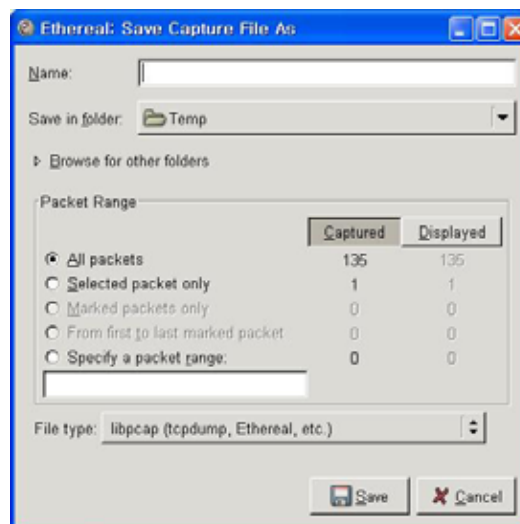 Ethereal: Save Capture File As
Name:
Save in folder: Temp
Browse for other folders
Packet Range
Captured Displayed
All packets 135 135
Selected packet only 1 1
Marked packets only 0 0
From first to last marked packet 0 0
Specify a packet range: 0 0
File type: libpcap (tcpdump, Ethereal, etc.)
Save Cancel